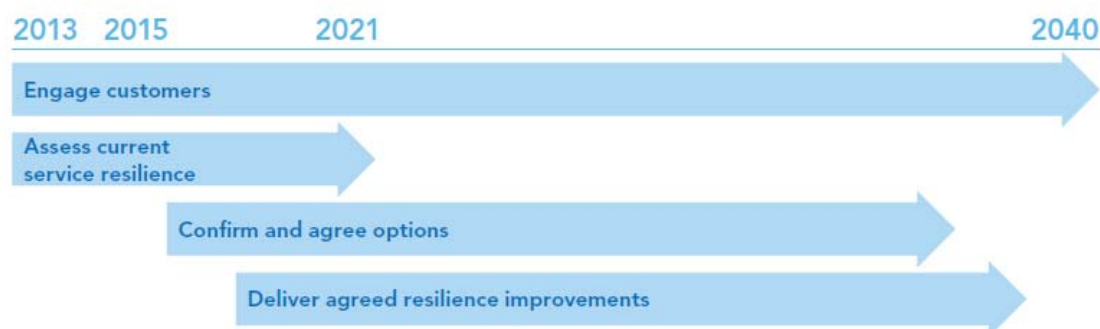 2013 2015 2021 2040
Engage customers
Assess current
service resilience
Confirm and agree options
Deliver agreed resilience improvements